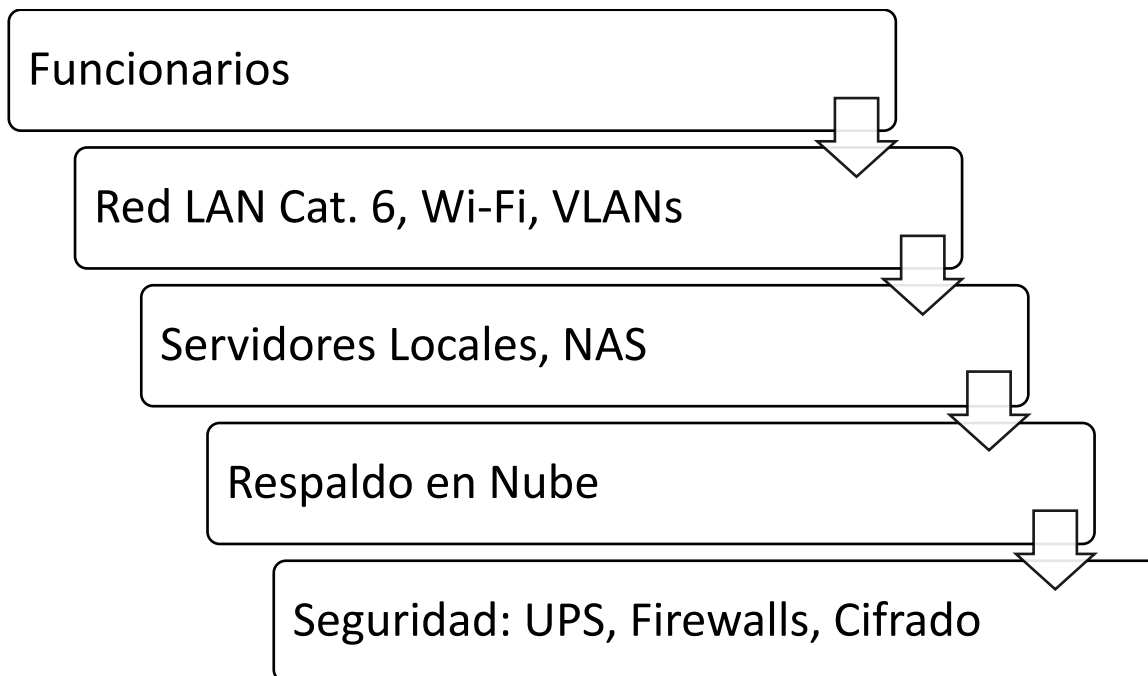 Funcionarios
Red LAN Cat. 6, Wi-Fi, VLANs
Servidores Locales, NAS
Respaldo en Nube
Seguridad: UPS, Firewalls, Cifrado